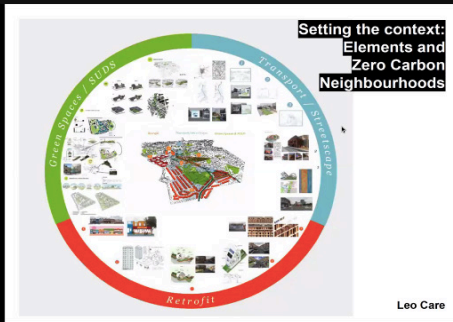 Setting the context:
Elements and
Zero Carbon
Neighbourhoods
Green Spaces / SUDS
Transport / Streetscape
Retrofit
Leo Care